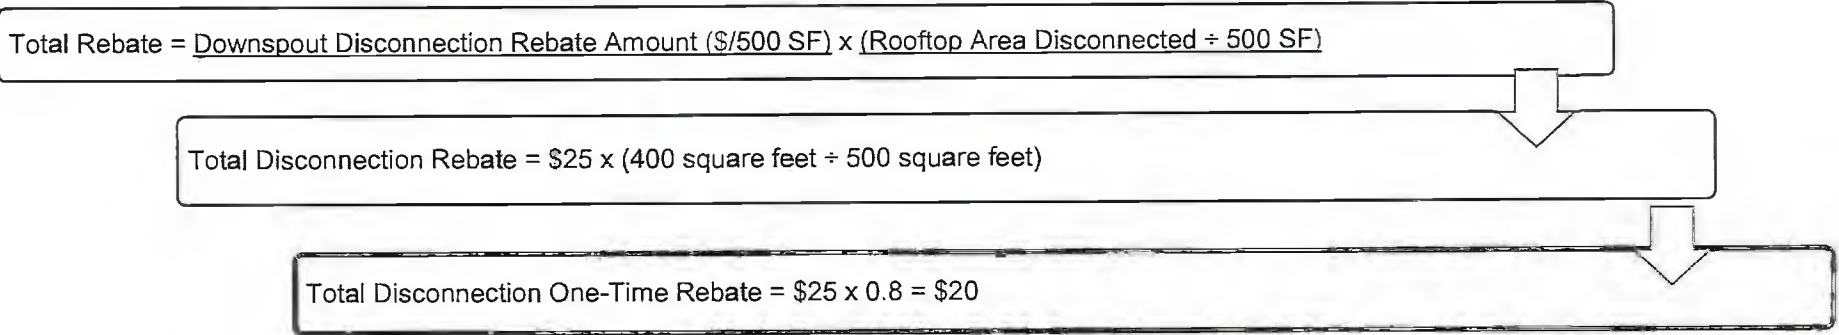 Total Rebate = Downspout Disconnection Rebate Amount ($/500 SF) x (Rooftop Area Disconnected ÷ 500 SF)
Total Disconnection Rebate = $25 x (400 square feet ÷ 500 square feet)
Total Disconnection One-Time Rebate = $25 x 0.8 = $20